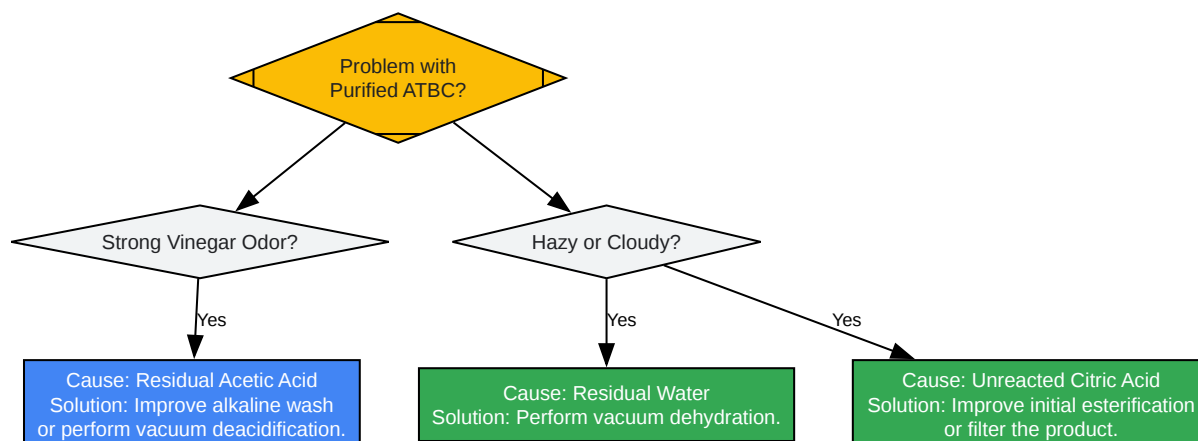 Problem with
Purified ATBC?
Strong Vinegar Odor?
Hazy or Cloudy?
Yes
Yes
Yes
Cause: Residual Acetic Acid
Solution: Improve alkaline wash
or perform vacuum deacidification.
Cause: Residual Water
Solution: Perform vacuum dehydration.
Cause: Unreacted Citric Acid
Solution: Improve initial esterification
or filter the product.